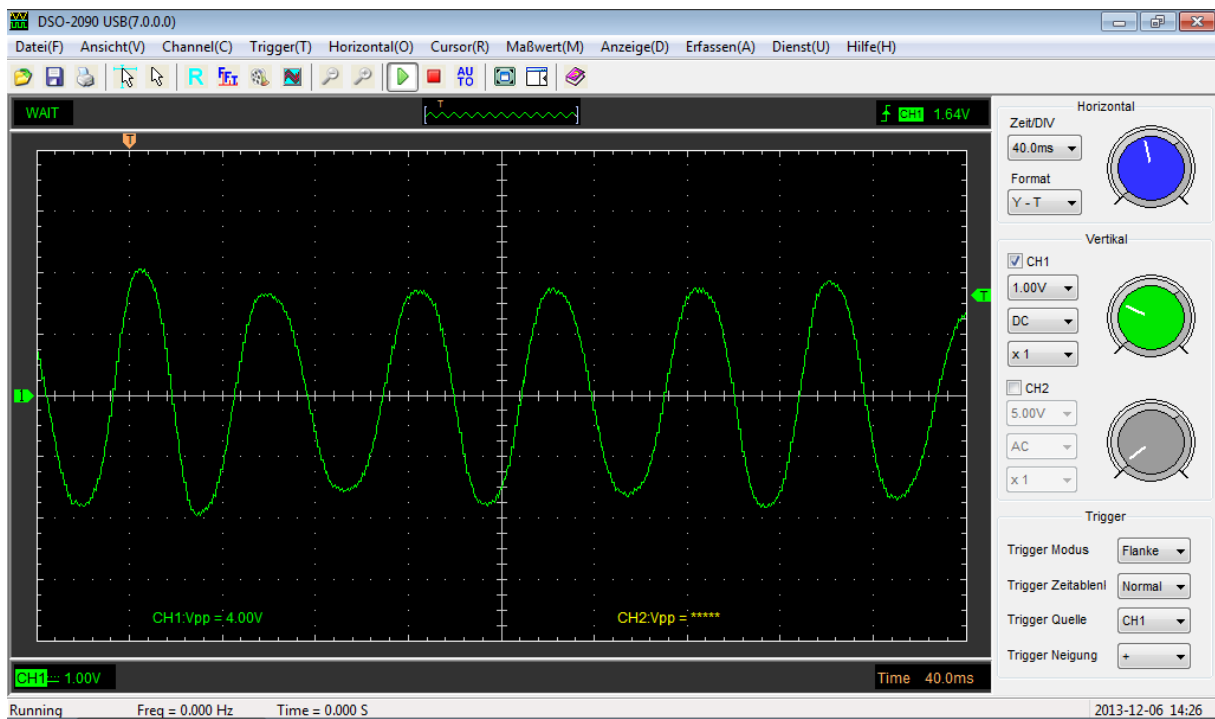 DSO-2090 USB(7.0.0.0)
Datei(F) Ansicht(V) Channel(C) Trigger(T) Horizontal(O) Cursor(R) Maßwert(M) Anzeige(D) Erfassen(A) Dienst(U) Hilfe(H)
R FFT AUTO
WAIT
T
CH1 1.64V
T
T
1
CH1:Vpp = 4.00V
CH2:Vpp = *****
CH1 1.00V
Time 40.0ms
Horizontal
Zeit/DIV
40.0ms
Format
Y - T
Vertikal
CH1
1.00V
DC
x 1
CH2
5.00V
AC
x 1
Trigger
Trigger Modus Flanke
Trigger Zeitablenl Normal
Trigger Quelle CH1
Trigger Neigung +
Running Freq = 0.000 Hz Time = 0.000 S 2013-12-06 14:26